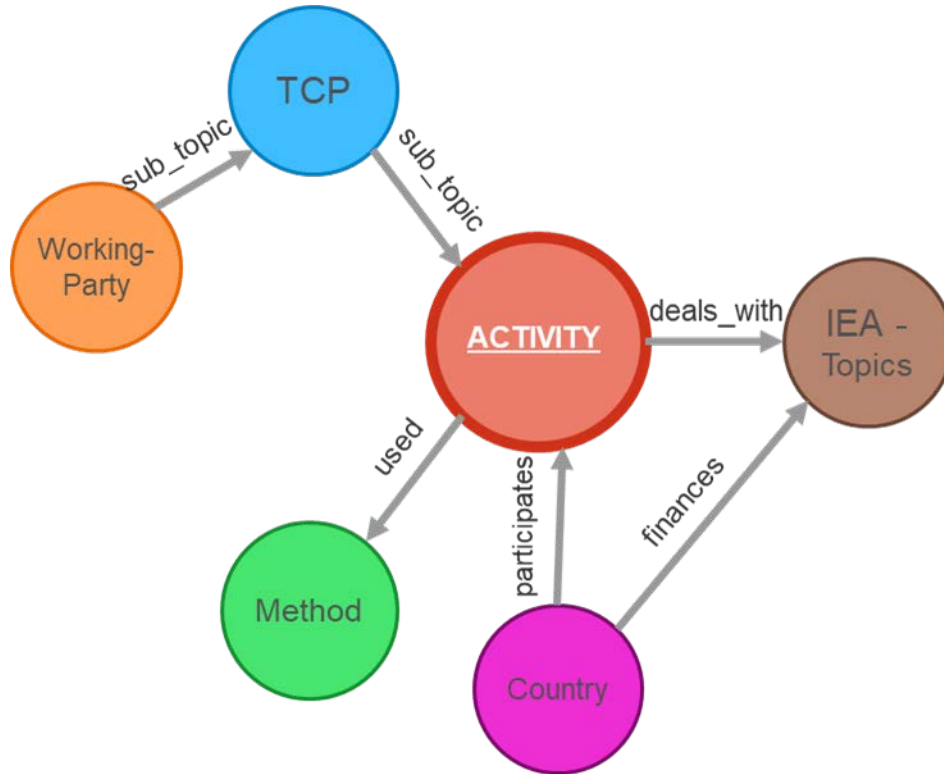 TCP
sub_topic
sub_topic
Working-
Party
ACTIVITY
deals_with
IEA -
Topics
used
participates
finances
Method
Country